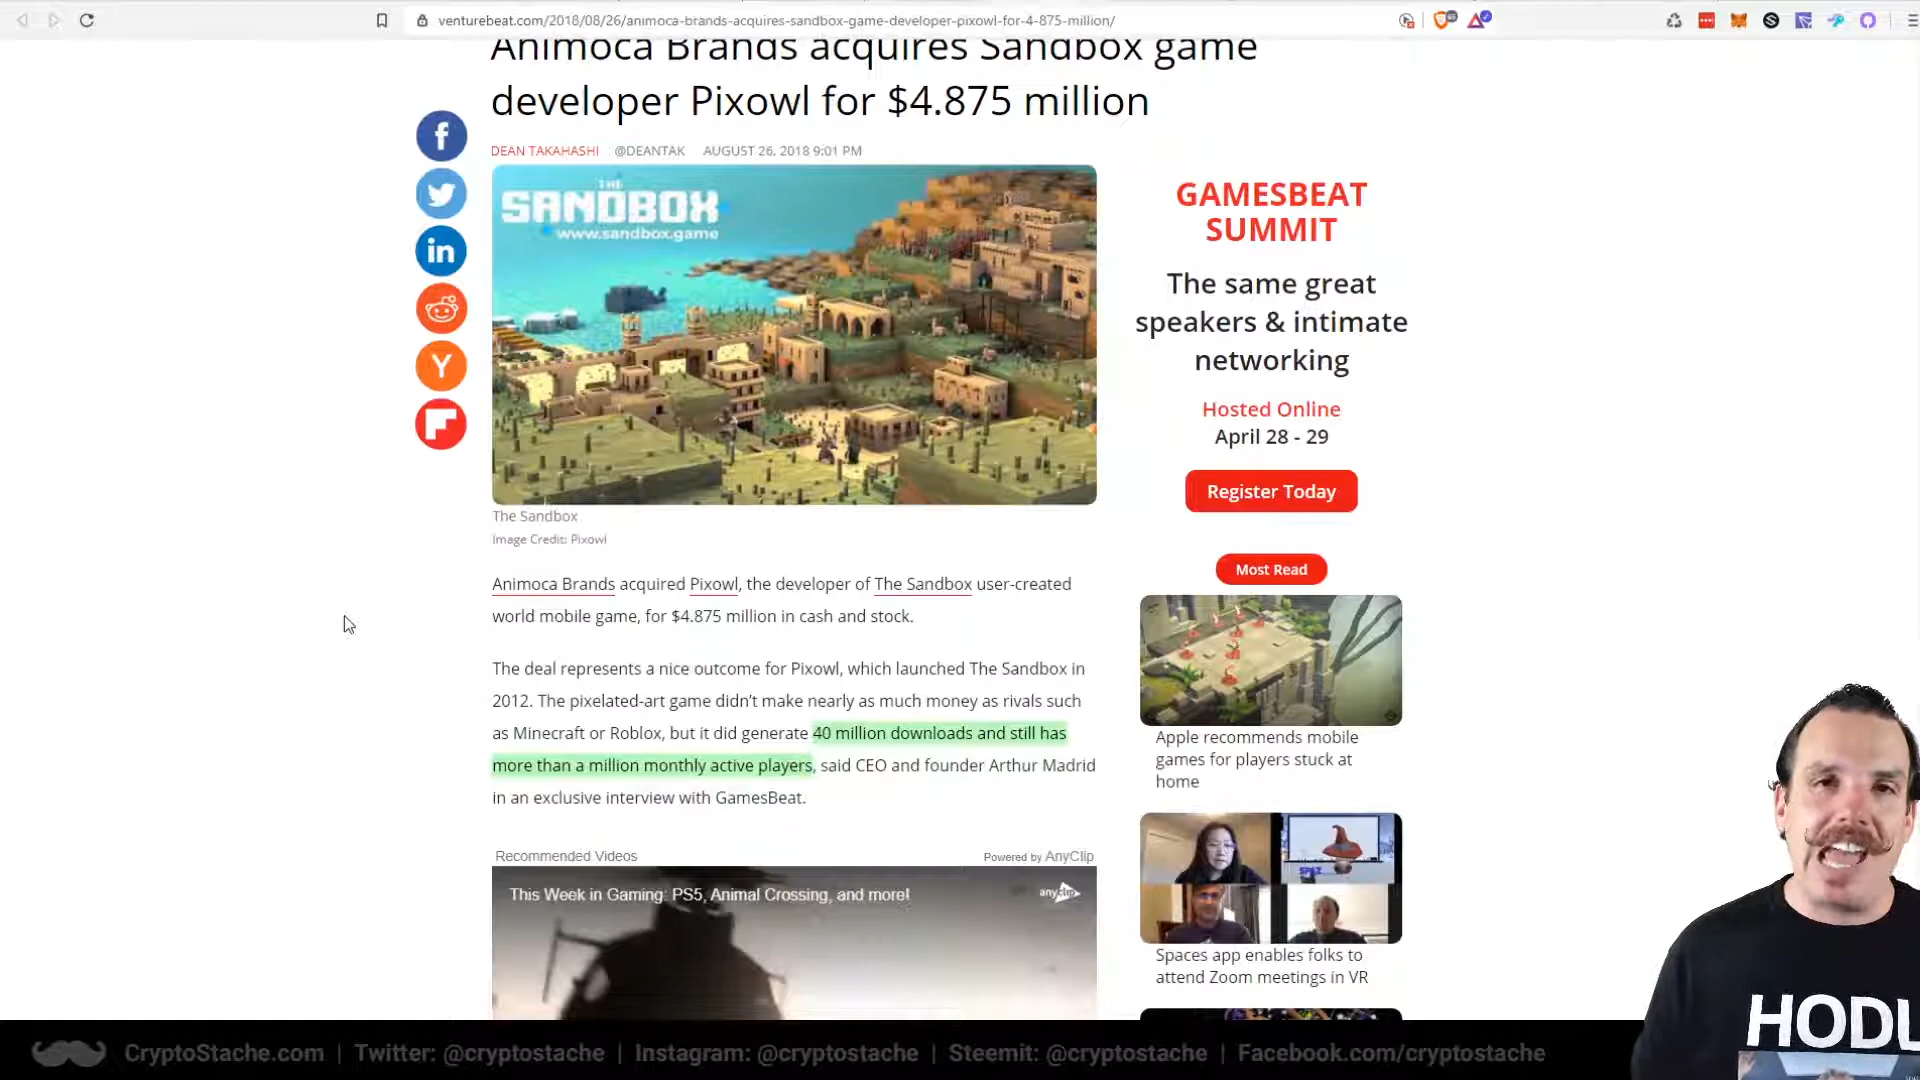 venturebeat.com/2018/08/26/animoca-brands-acquires-sandbox-game-developer-pixowl-for-4-875-million/
Animoca Brands acquires Sandbox game
developer Pixowl for $4.875 million
DEAN TAKAHASHI @DEANTAK AUGUST 26, 2018 9:01 PM
THE
SANDBOX
www.sandbox.game
The Sandbox
Image Credit: Pixowl
Animoca Brands acquired Pixowl, the developer of The Sandbox user-created
world mobile game, for $4.875 million in cash and stock.
The deal represents a nice outcome for Pixowl, which launched The Sandbox in
2012. The pixelated-art game didn't make nearly as much money as rivals such
as Minecraft or Roblox, but it did generate 40 million downloads and still has
more than a million monthly active players, said CEO and founder Arthur Madrid
in an exclusive interview with GamesBeat.
Recommended Videos
Powered by AnyClip
This Week in Gaming: PS5, Animal Crossing, and more!
anyclip
GAMESBEAT
SUMMIT
The same great
speakers & intimate
networking
Hosted Online
April 28 - 29
Register Today
Most Read
Apple recommends mobile
games for players stuck at
home
Spaces app enables folks to
attend Zoom meetings in VR
HODL
CryptoStache.com | Twitter: @cryptostache | Instagram: @cryptostache | Steemit: @cryptostache | Facebook.com/cryptostache